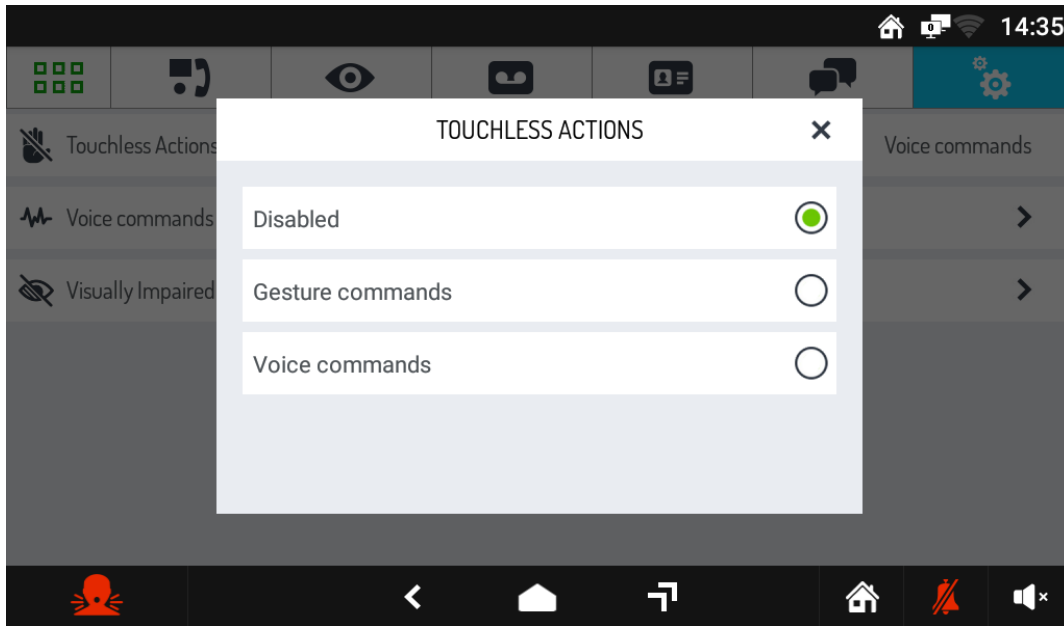 14:35
TOUCHLESS ACTIONS
Touchless Actions
Voice commands
Voice commands
Disabled
Visually Impaired
Gesture commands
Voice commands